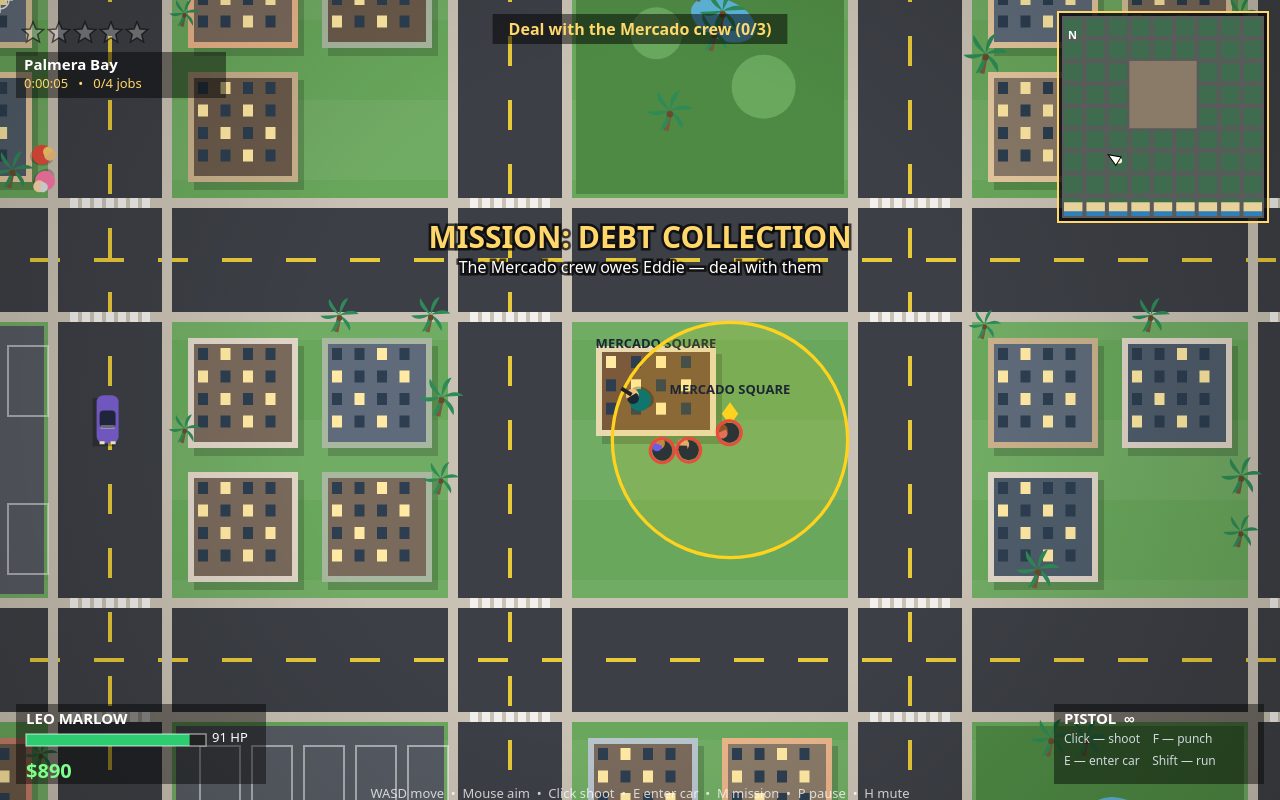 Deal with the Mercado crew (0/3)
Palmera Bay
0:00:05 • 0/4 jobs
N
MISSION: DEBT COLLECTION
The Mercado crew owes Eddie — deal with them
MERCADO SQUARE
MERCADO SQUARE
LEO MARLOW
91 HP
$890
PISTOL ∞
Click — shoot F — punch
E — enter car Shift — run
WASD move • Mouse aim • Click shoot • E enter car • M mission • P pause • H mute